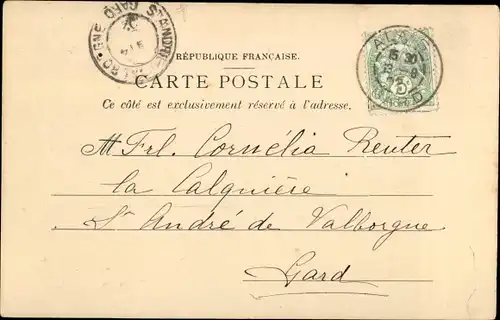 RÉPUBLIQUE FRANÇAISE.
CARTE POSTALE
Ce côté est exclusivement réservé à l'adresse.
Frl. Cornélia Reuter
la Calquière
St André de Valborgne
Gard